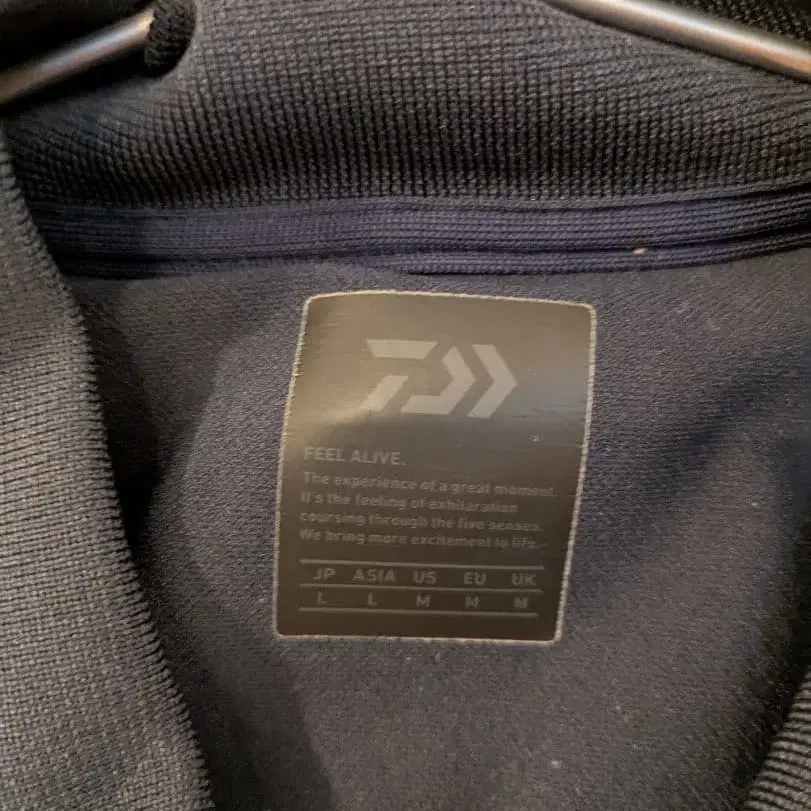 FEEL ALIVE.
The experience of a great moment.
It's the feeling of exhilaration
coursing through the five senses.
We bring more excitement to life.
JP ASIA US EU UK
L L M M M